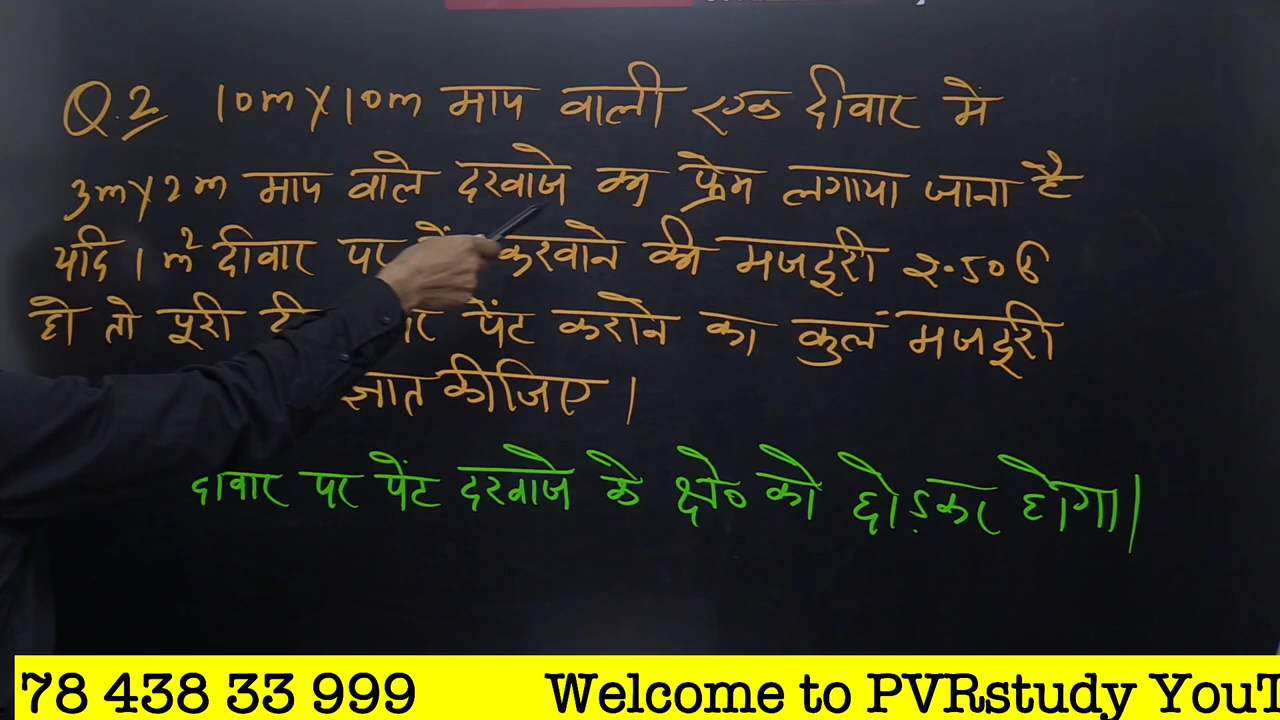 Q.2 10m×10m माप वाली एक दीवार में
3m×2m माप वाले दरवाजे का फ्रेम लगाया जाना है
यदि 1m² दीवार पर करवाने की मजदूरी 2.50₹
हो तो पूरी पेंट कराने का कुल मजदूरी
ज्ञात कीजिए ।
दीवार पर पेंट दरवाजे के क्षे० को छोड़कर होगा।
78 438 33 999 Welcome to PVRstudy YouT